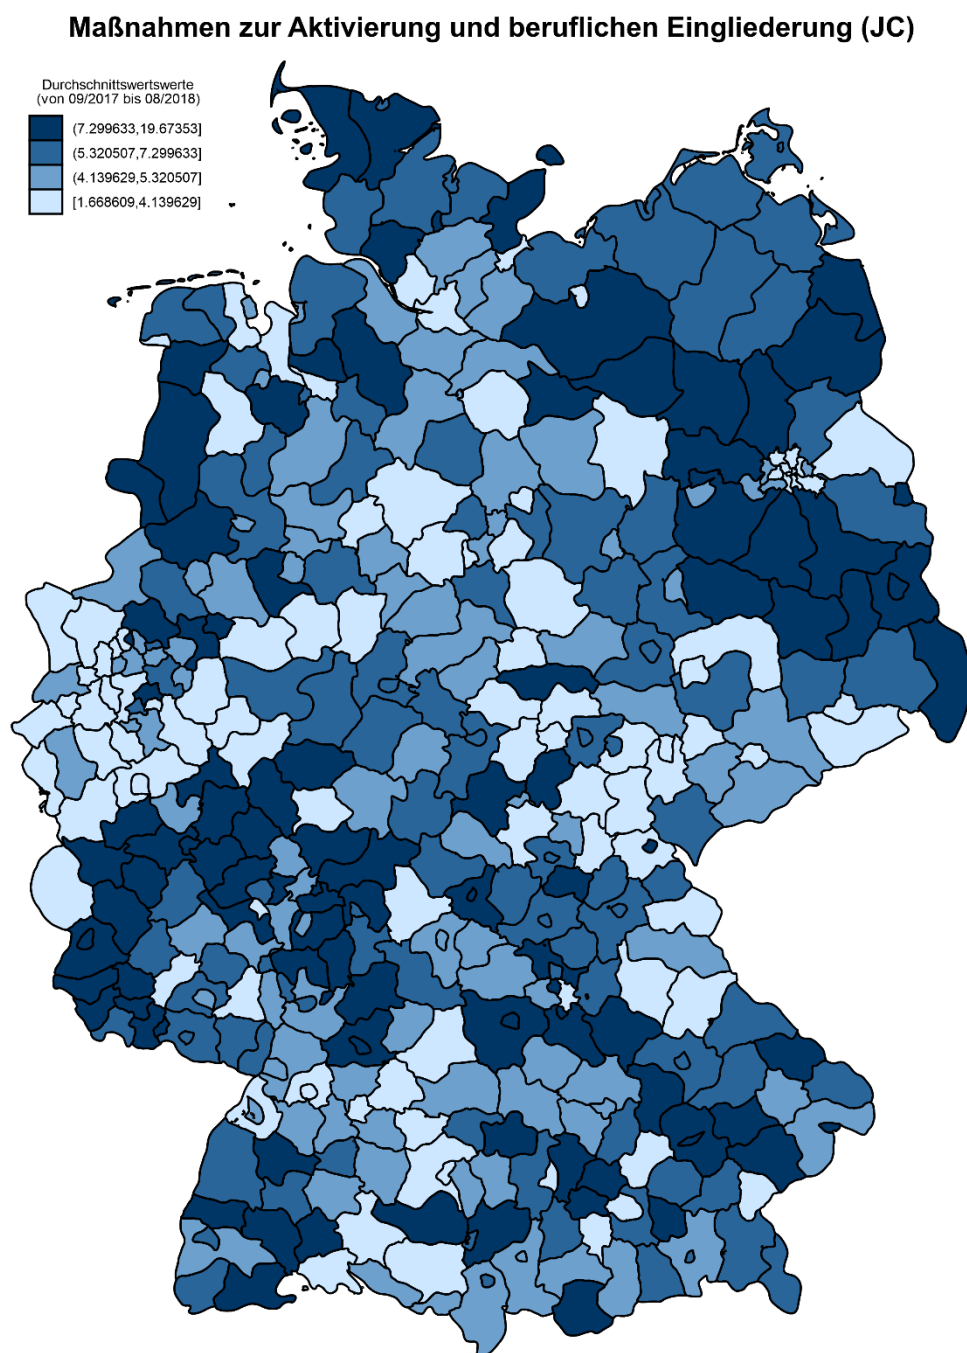 Maßnahmen zur Aktivierung und beruflichen Eingliederung (JC)
Durchschnittswertswerte
(von 09/2017 bis 08/2018)
(7.299633,19.67353]
(5.320507,7.299633]
(4.139629,5.320507]
[1.668609,4.139629]